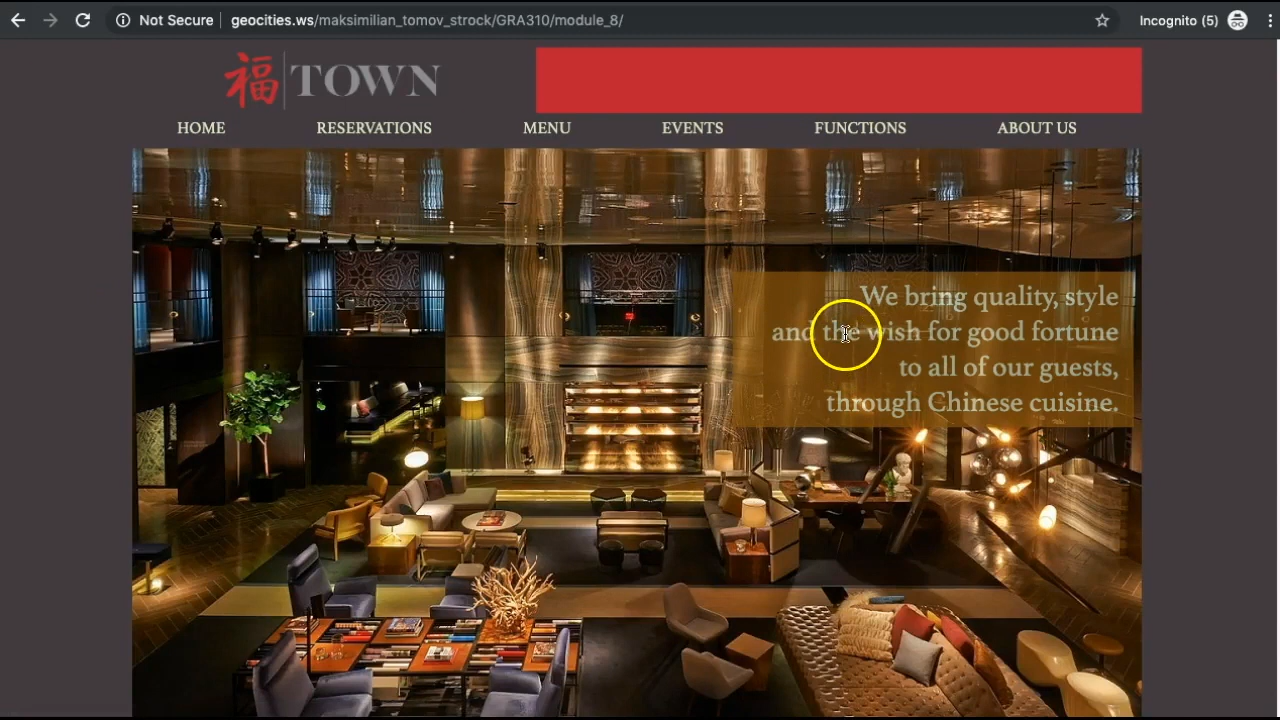 Not Secure geocities.ws/maksimilian_tomov_strock/GRA310/module_8/ Incognito (5)
福 TOWN
HOME RESERVATIONS MENU EVENTS FUNCTIONS ABOUT US
We bring quality, style
and the wish for good fortune
to all of our guests,
through Chinese cuisine.